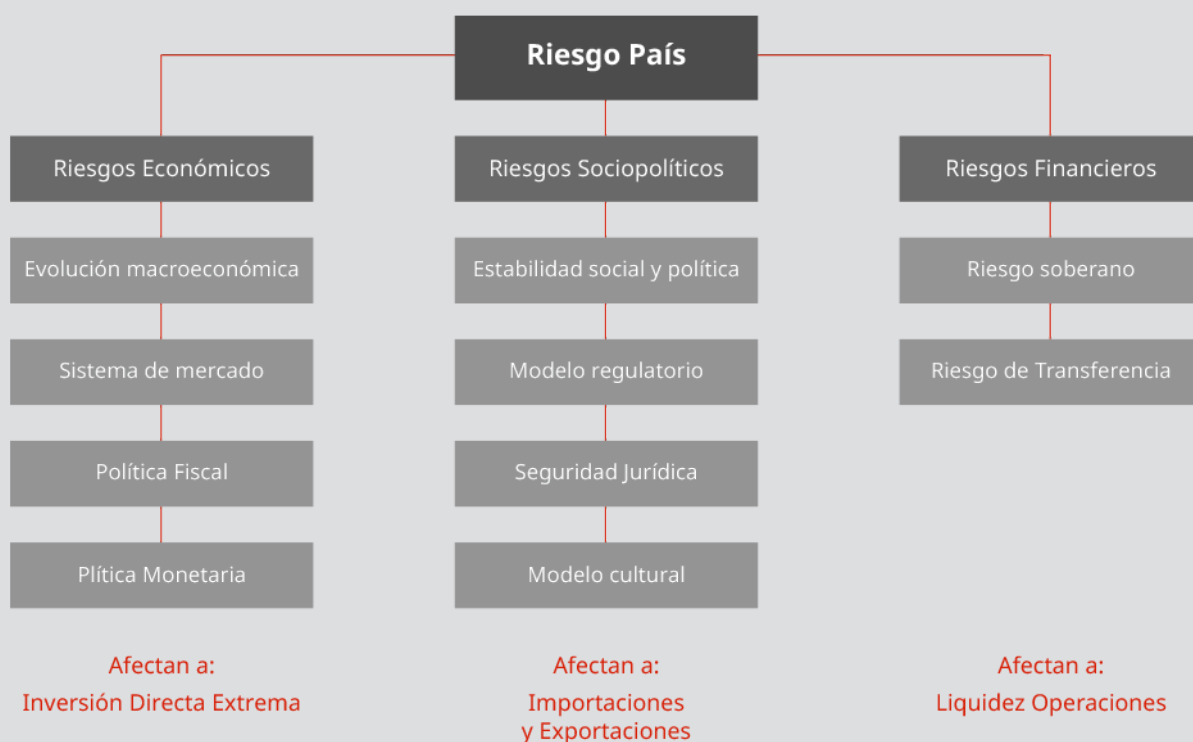 Riesgo País
Riesgos Económicos
Evolución macroeconómica
Sistema de mercado
Política Fiscal
Plítica Monetaria
Afectan a:
Inversión Directa Extrema
Riesgos Sociopolíticos
Estabilidad social y política
Modelo regulatorio
Seguridad Jurídica
Modelo cultural
Afectan a:
Importaciones
y Exportaciones
Riesgos Financieros
Riesgo soberano
Riesgo de Transferencia
Afectan a:
Liquidez Operaciones